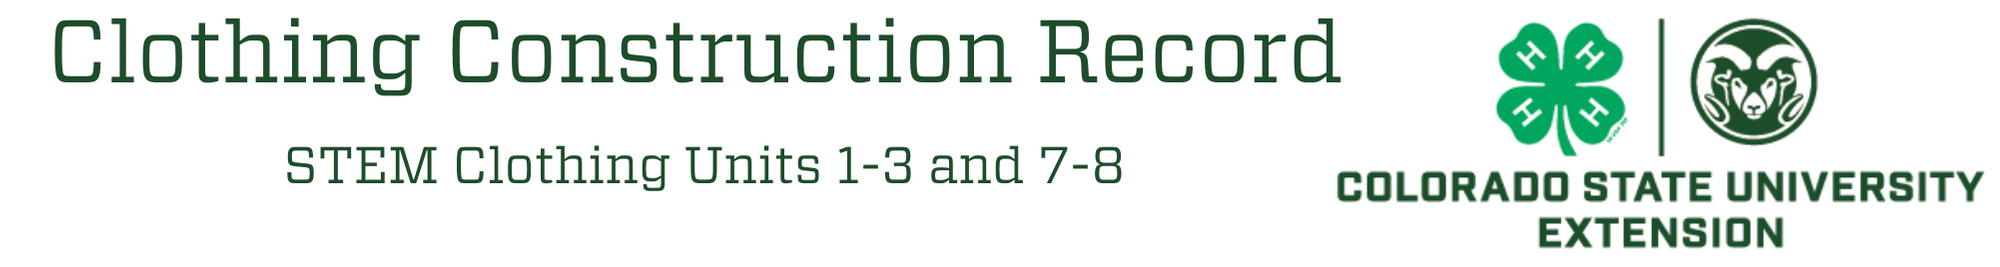 Clothing Construction Record
STEM Clothing Units 1-3 and 7-8
H H
H H
COLORADO STATE UNIVERSITY
EXTENSION